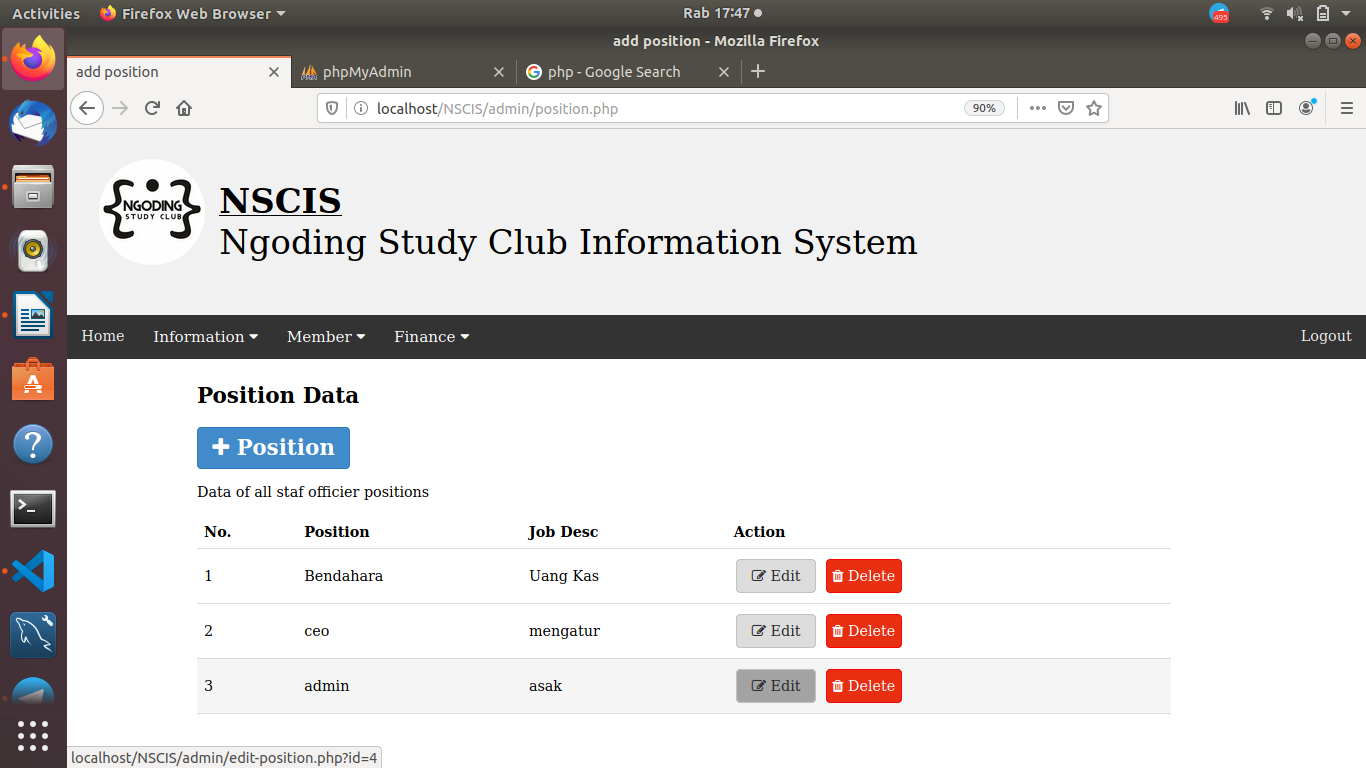 Activities
Firefox Web Browser
Rab 17:47
495
add position - Mozilla Firefox
add position
phpMyAdmin
php - Google Search
localhost/NSCIS/admin/position.php
90%
NGODING
STUDY CLUB
NSCIS
Ngoding Study Club Information System
Home Information Member Finance Logout
Position Data
Position
Data of all staf officier positions
No. Position Job Desc Action
1 Bendahara Uang Kas Edit Delete
2 ceo mengatur Edit Delete
3 admin asak Edit Delete
localhost/NSCIS/admin/edit-position.php?id=4